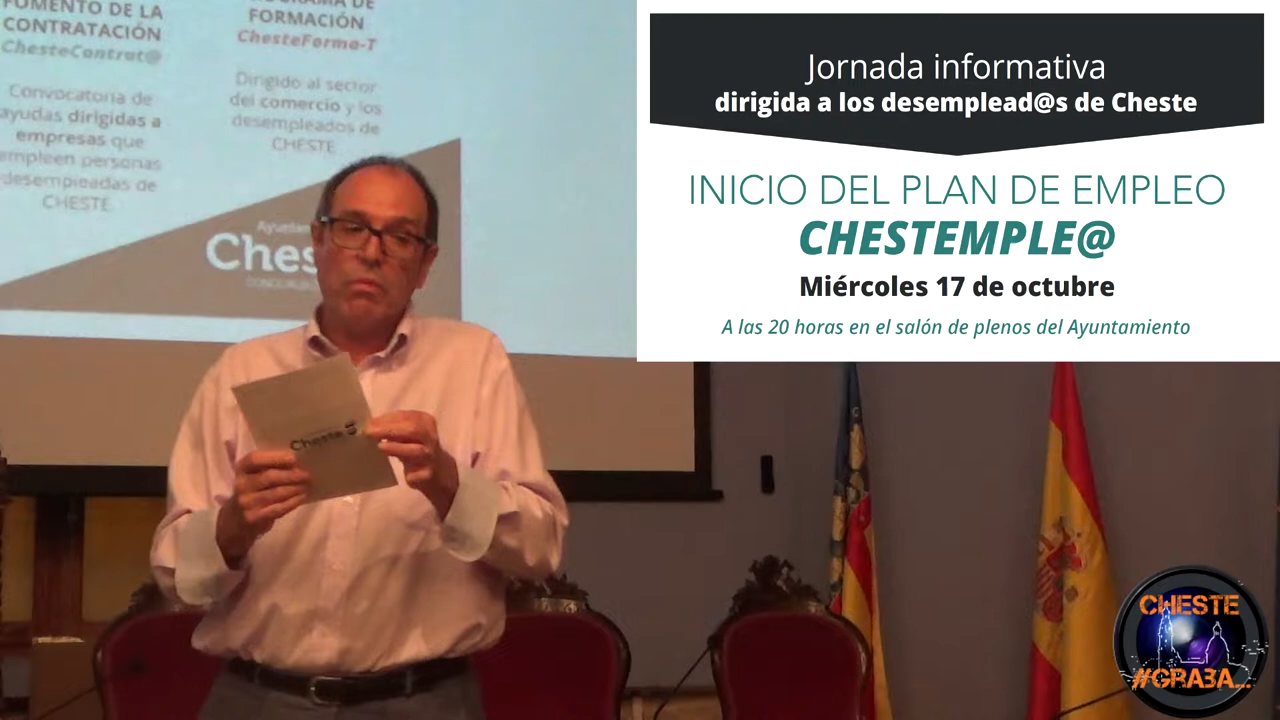 FOMENTO DE LA
CONTRATACIÓN
ChesteContrat@
Convocatoria de
ayudas dirigidas a
empresas que
empleen personas
desempleadas de
CHESTE.
PROGRAMA DE
FORMACIÓN
ChesteForma-T
Dirigido al sector
del comercio y los
desempleados de
CHESTE
Ches
Cheste
Jornada informativa
dirigida a los desemplead@s de Cheste
INICIO DEL PLAN DE EMPLEO
CHESTEMPLE@
Miércoles 17 de octubre
A las 20 horas en el salón de plenos del Ayuntamiento
CHESTE
#GRABA...